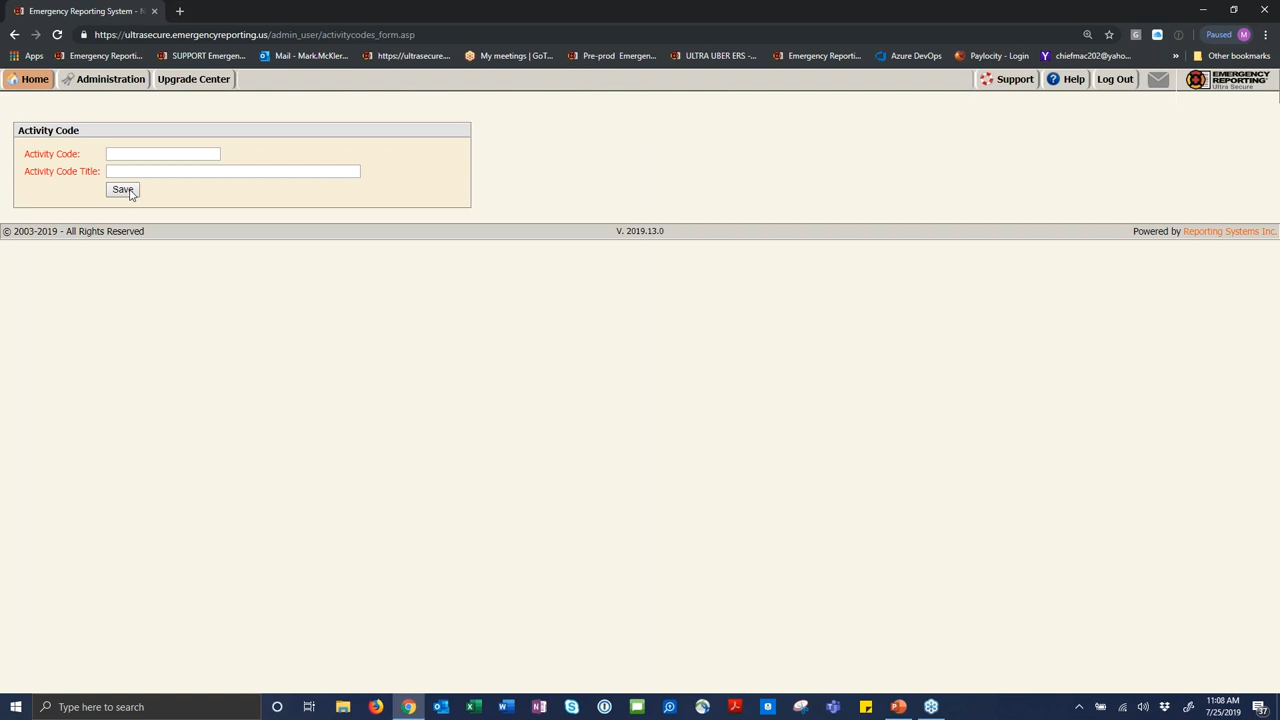 Emergency Reporting System - N
https://ultrasecure.emergencyreporting.us/admin_user/activitycodes_form.asp
Paused M
Apps Emergency Reporti... SUPPORT Emergen... Mail - Mark.McKler... https://ultrasecure.... My meetings | GoT... Pre-prod Emergen... ULTRA UBER ERS -... Emergency Reporti... Azure DevOps Paylocity - Login chiefmac202@yaho... » Other bookmarks
Home Administration Upgrade Center Support Help Log Out EMERGENCY REPORTING Ultra Secure
Activity Code
Activity Code:
Activity Code Title:
Save
© 2003-2019 - All Rights Reserved V. 2019.13.0 Powered by Reporting Systems Inc.
Type here to search
11:08 AM
7/25/2019
37